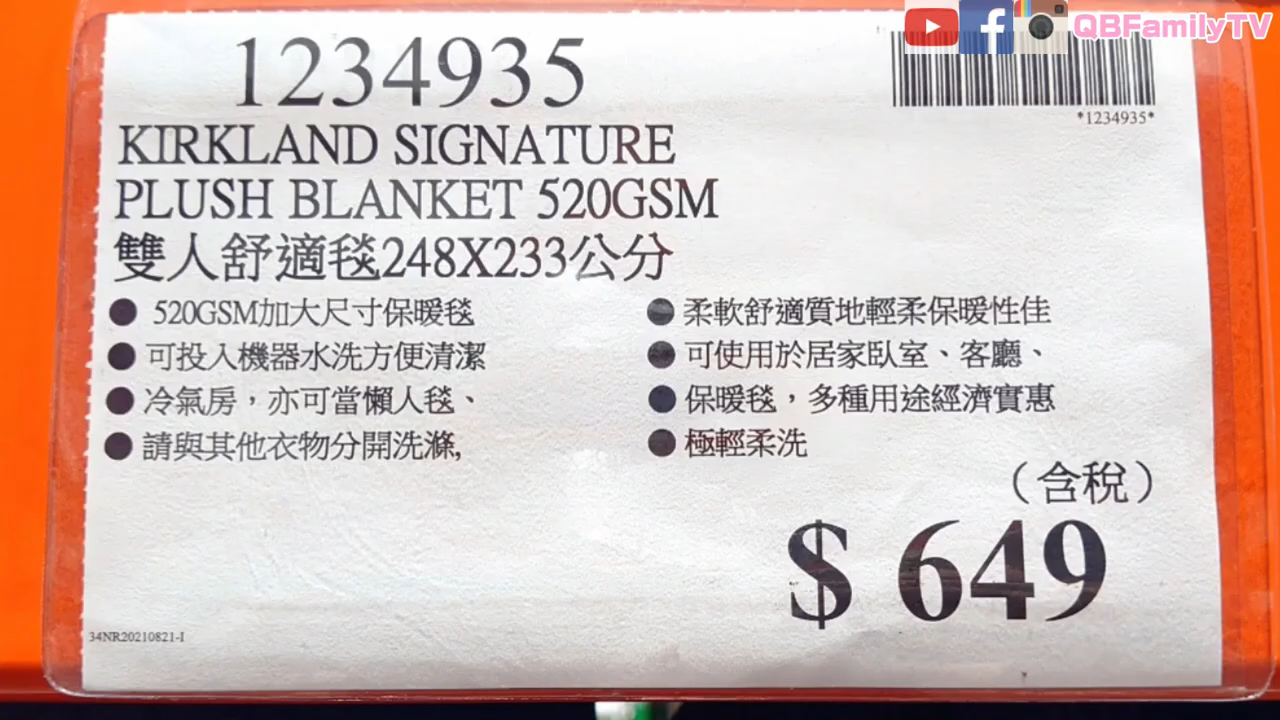 QBFamilyTV
1234935
*1234935*
KIRKLAND SIGNATURE
PLUSH BLANKET 520GSM
雙人舒適毯248X233公分
● 520GSM加大尺寸保暖毯
● 柔軟舒適質地輕柔保暖性佳
● 可投入機器水洗方便清潔
● 可使用於居家臥室、客廳、
● 冷氣房，亦可當懶人毯、
● 保暖毯，多種用途經濟實惠
● 請與其他衣物分開洗滌,
● 極輕柔洗
（含稅）
$ 649
34NR20210821-I